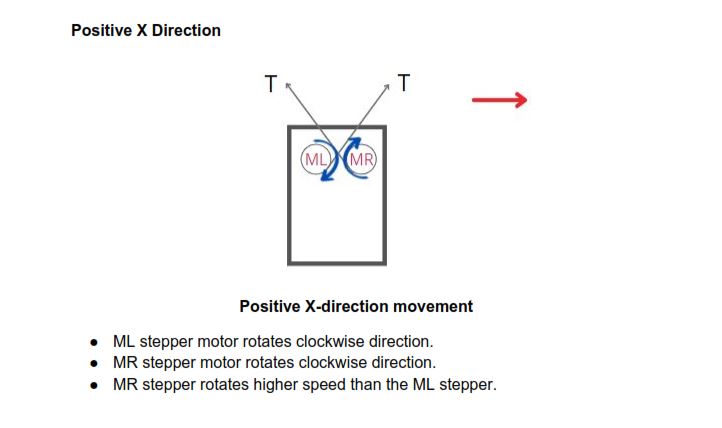 Positive X Direction
T T
ML MR
Positive X-direction movement
● ML stepper motor rotates clockwise direction.
● MR stepper motor rotates clockwise direction.
● MR stepper rotates higher speed than the ML stepper.